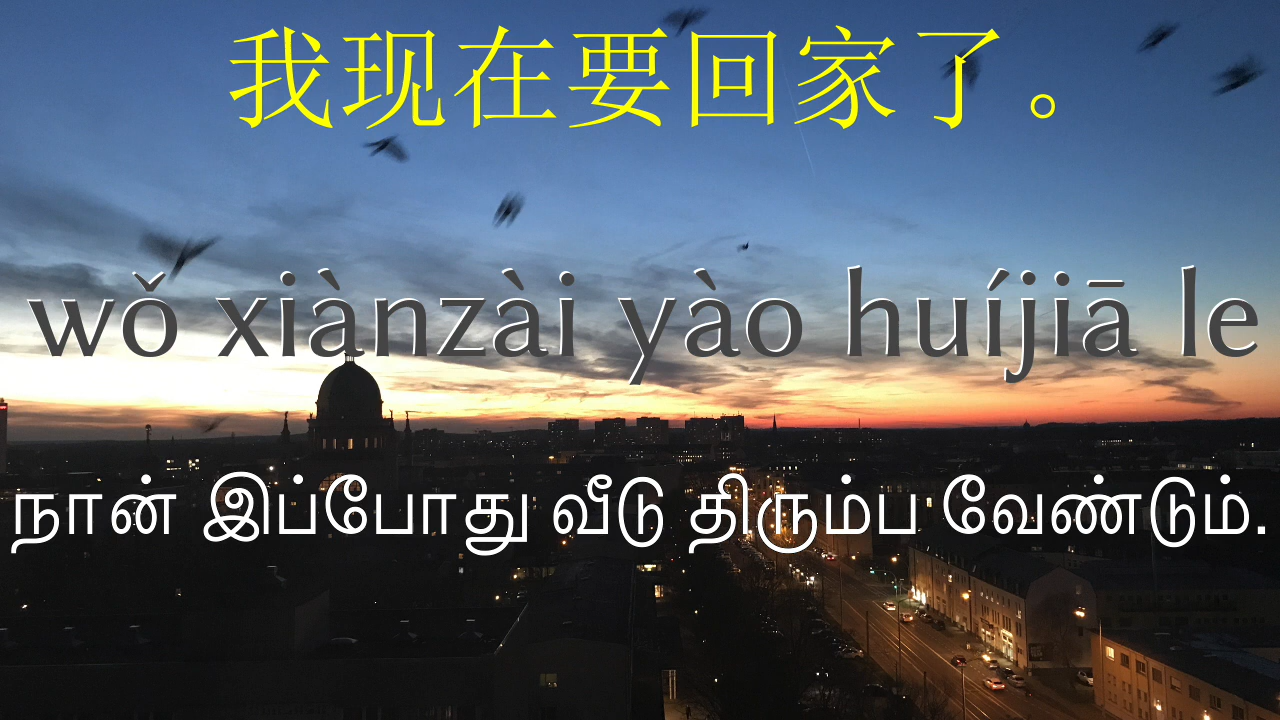 我现在要回家了。
wǒ xiànzài yào huíjiā le
நான் இப்போது வீடு திரும்ப வேண்டும்.